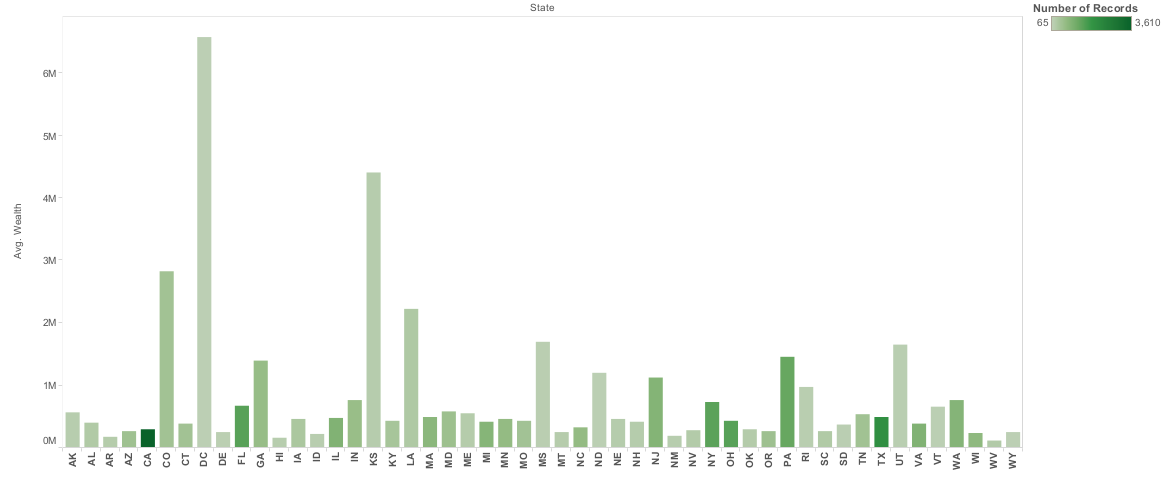 State
Number of Records
65 3,610
Avg. Wealth
6M
5M
4M
3M
2M
1M
0M
AK AL AR AZ CA CO CT DC DE FL GA HI IA ID IL IN KS KY LA MA MD ME MI MN MO MS MT NC ND NE NH NJ NM NV NY OH OK OR PA RI SC SD TN TX UT VA VT WA WI WV WY